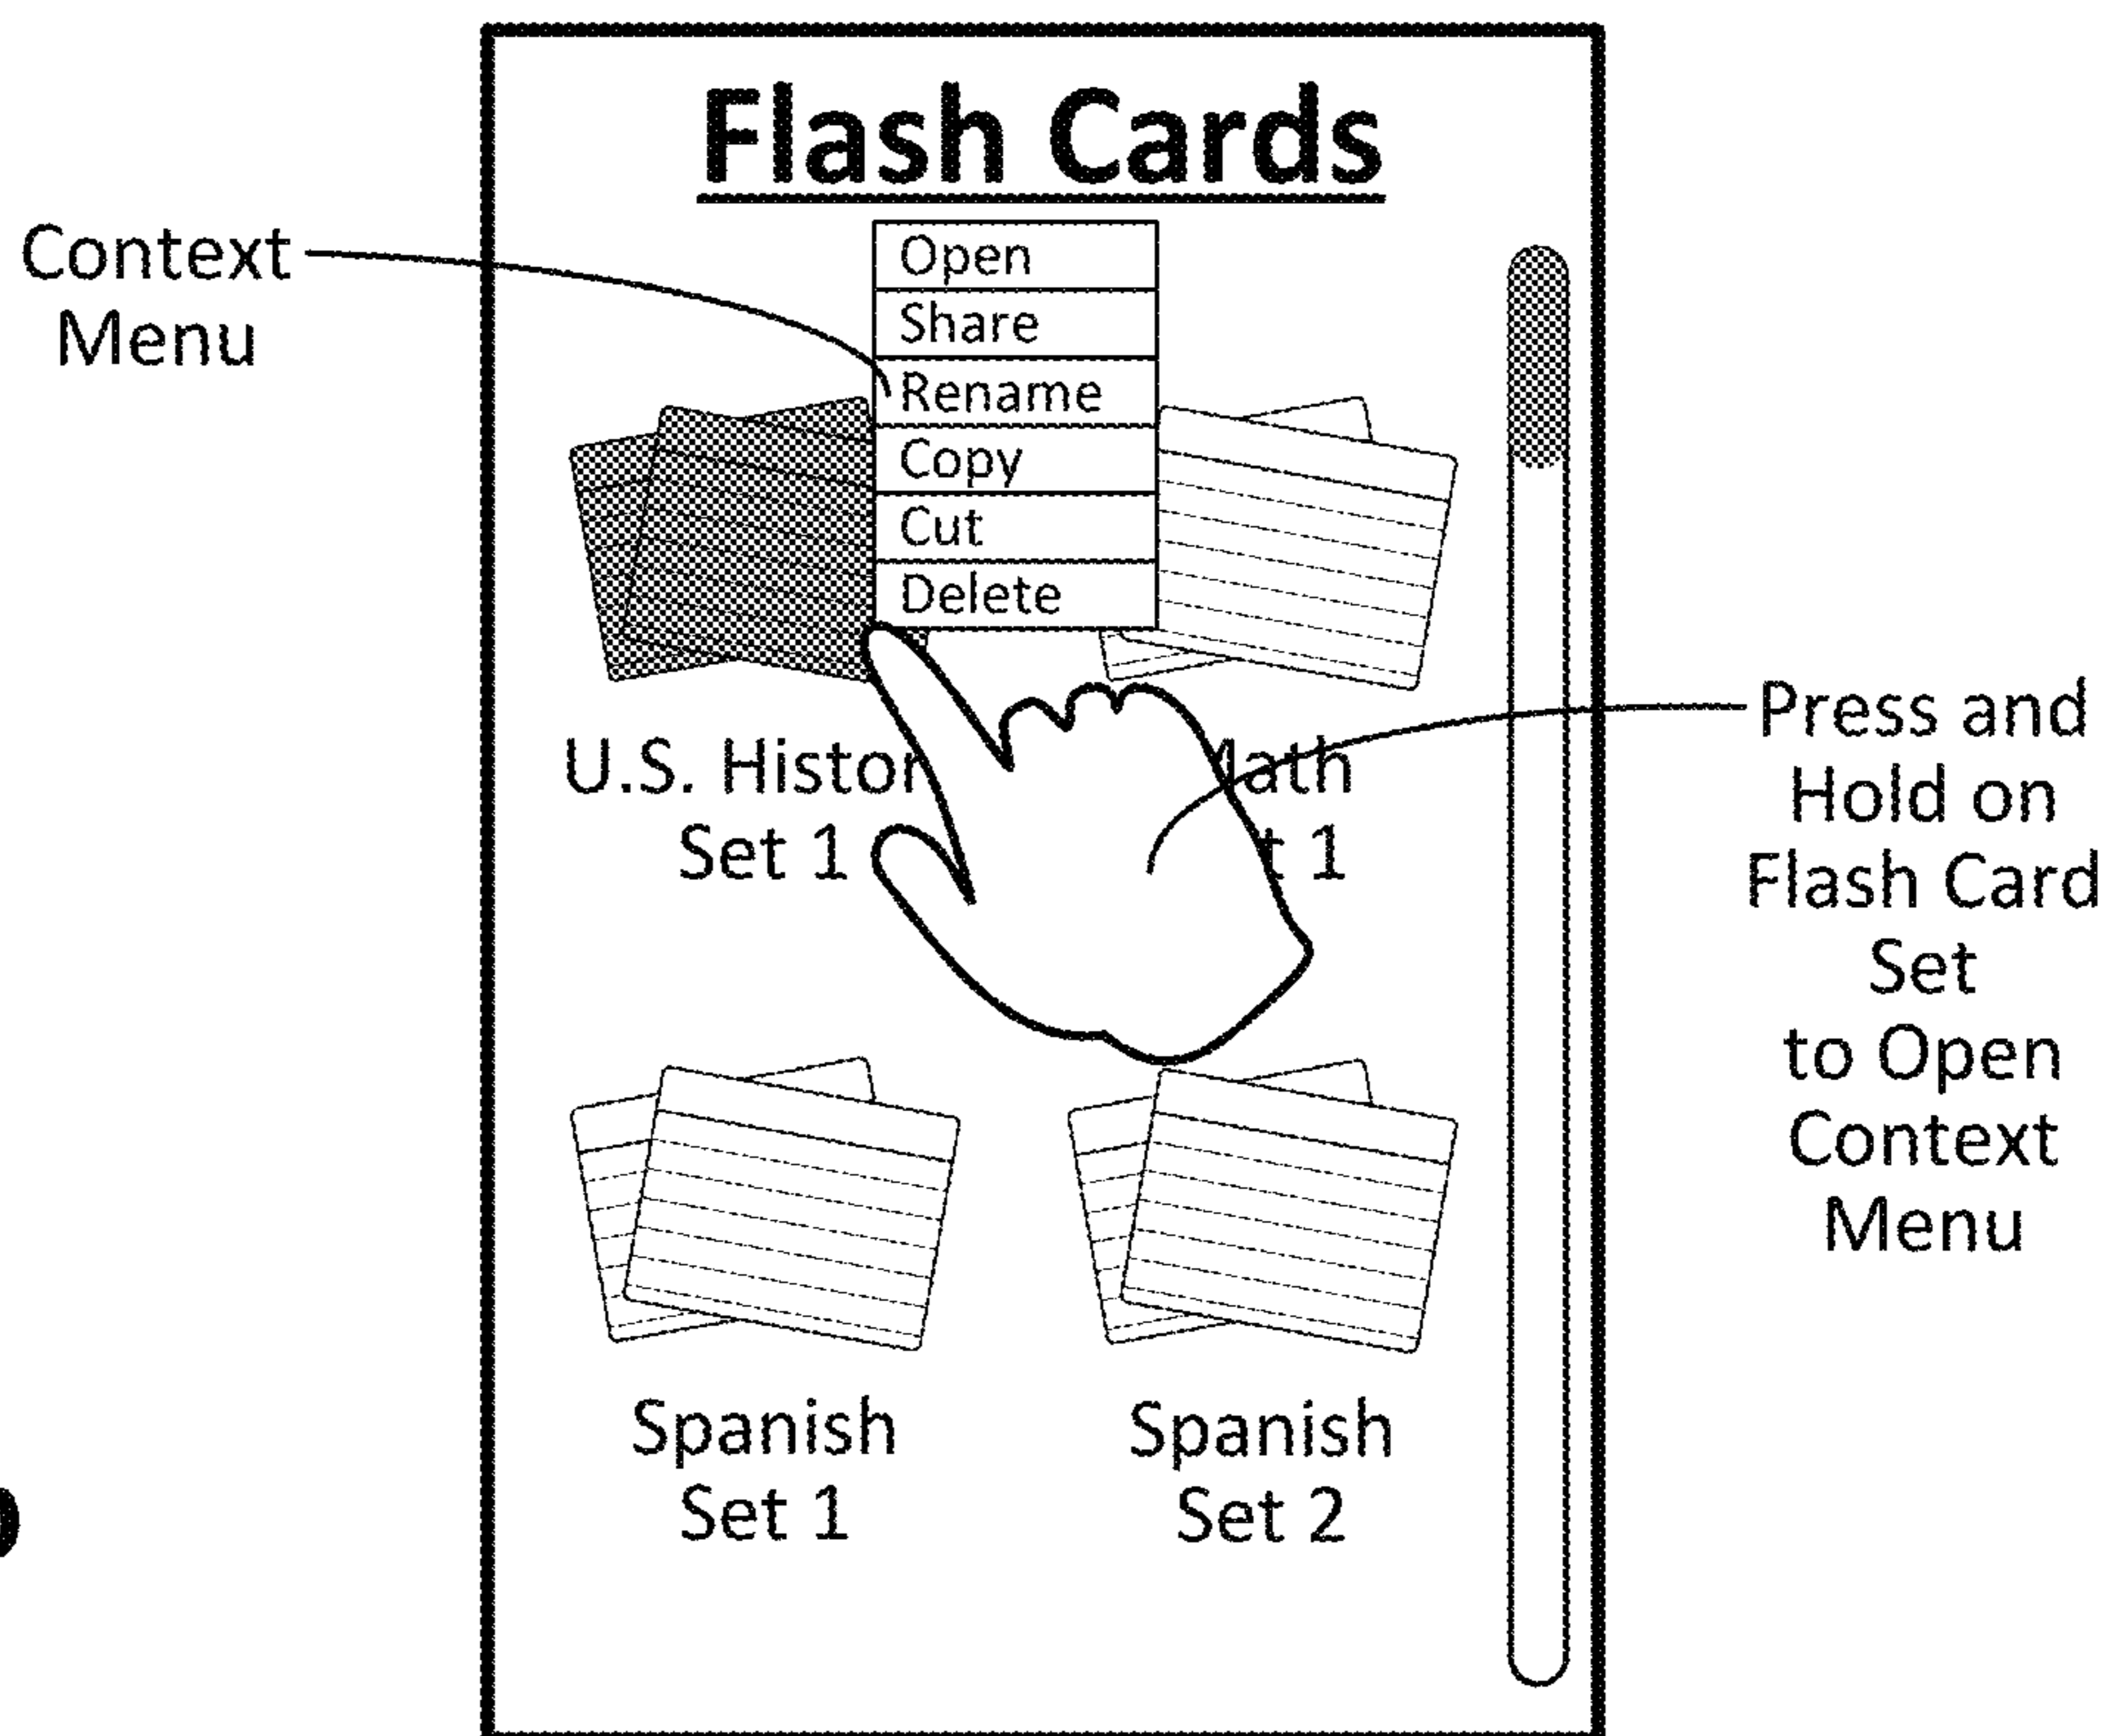 Flash Cards
Context
Menu
Open
Share
Rename
Copy
Cut
Delete
U.S. Histor
Set 1
ath
t 1
Press and
Hold on
Flash Card
Set
to Open
Context
Menu
Spanish
Set 1
Spanish
Set 2